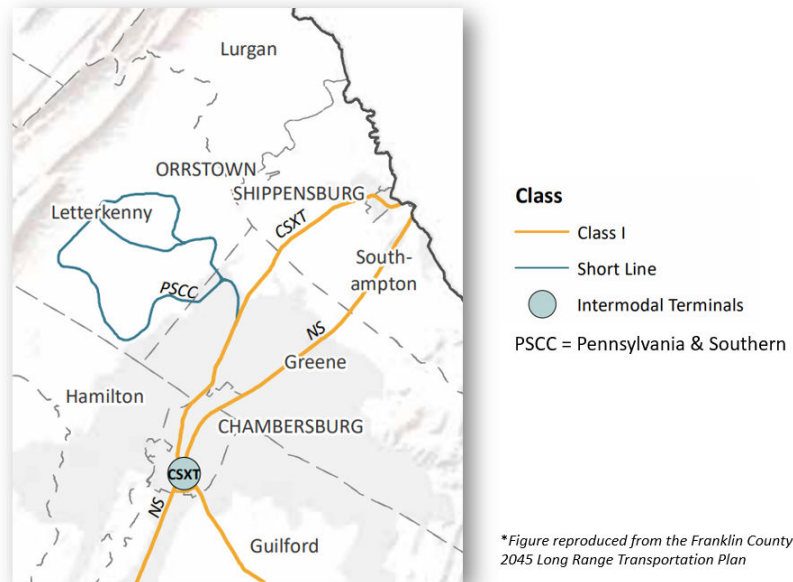 Lurgan
ORRSTOWN
SHIPPENSBURG
Letterkenny
CSXT
South-
ampton
PSCC
NS
Greene
Hamilton
CHAMBERSBURG
CSXT
NS
Guilford
Class
Class I
Short Line
Intermodal Terminals
PSCC = Pennsylvania & Southern
*Figure reproduced from the Franklin County
2045 Long Range Transportation Plan